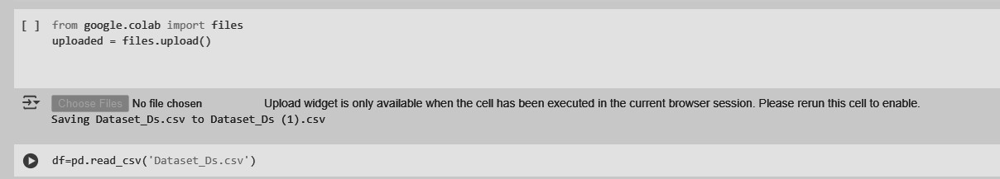 [ ] from google.colab import files
uploaded = files.upload()
Choose Files No file chosen Upload widget is only available when the cell has been executed in the current browser session. Please rerun this cell to enable.
Saving Dataset_Ds.csv to Dataset_Ds (1).csv
df=pd.read_csv('Dataset_Ds.csv')